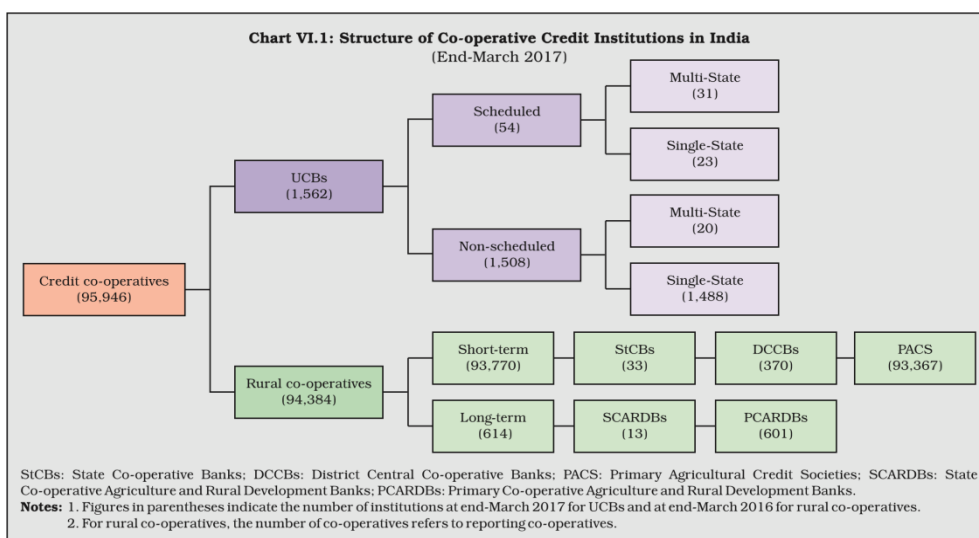 Chart VI.1: Structure of Co-operative Credit Institutions in India
(End-March 2017)
Multi-State
(31)
Scheduled
(54)
Single-State
(23)
UCBs
(1,562)
Multi-State
(20)
Non-scheduled
(1,508)
Single-State
(1,488)
Credit co-operatives
(95,946)
Short-term
(93,770)
StCBs
(33)
DCCBs
(370)
PACS
(93,367)
Rural co-operatives
(94,384)
Long-term
(614)
SCARDBs
(13)
PCARDBs
(601)
StCBs: State Co-operative Banks; DCCBs: District Central Co-operative Banks; PACS: Primary Agricultural Credit Societies; SCARDBs: State
Co-operative Agriculture and Rural Development Banks; PCARDBs: Primary Co-operative Agriculture and Rural Development Banks.
Notes: 1. Figures in parentheses indicate the number of institutions at end-March 2017 for UCBs and at end-March 2016 for rural co-operatives.
2. For rural co-operatives, the number of co-operatives refers to reporting co-operatives.